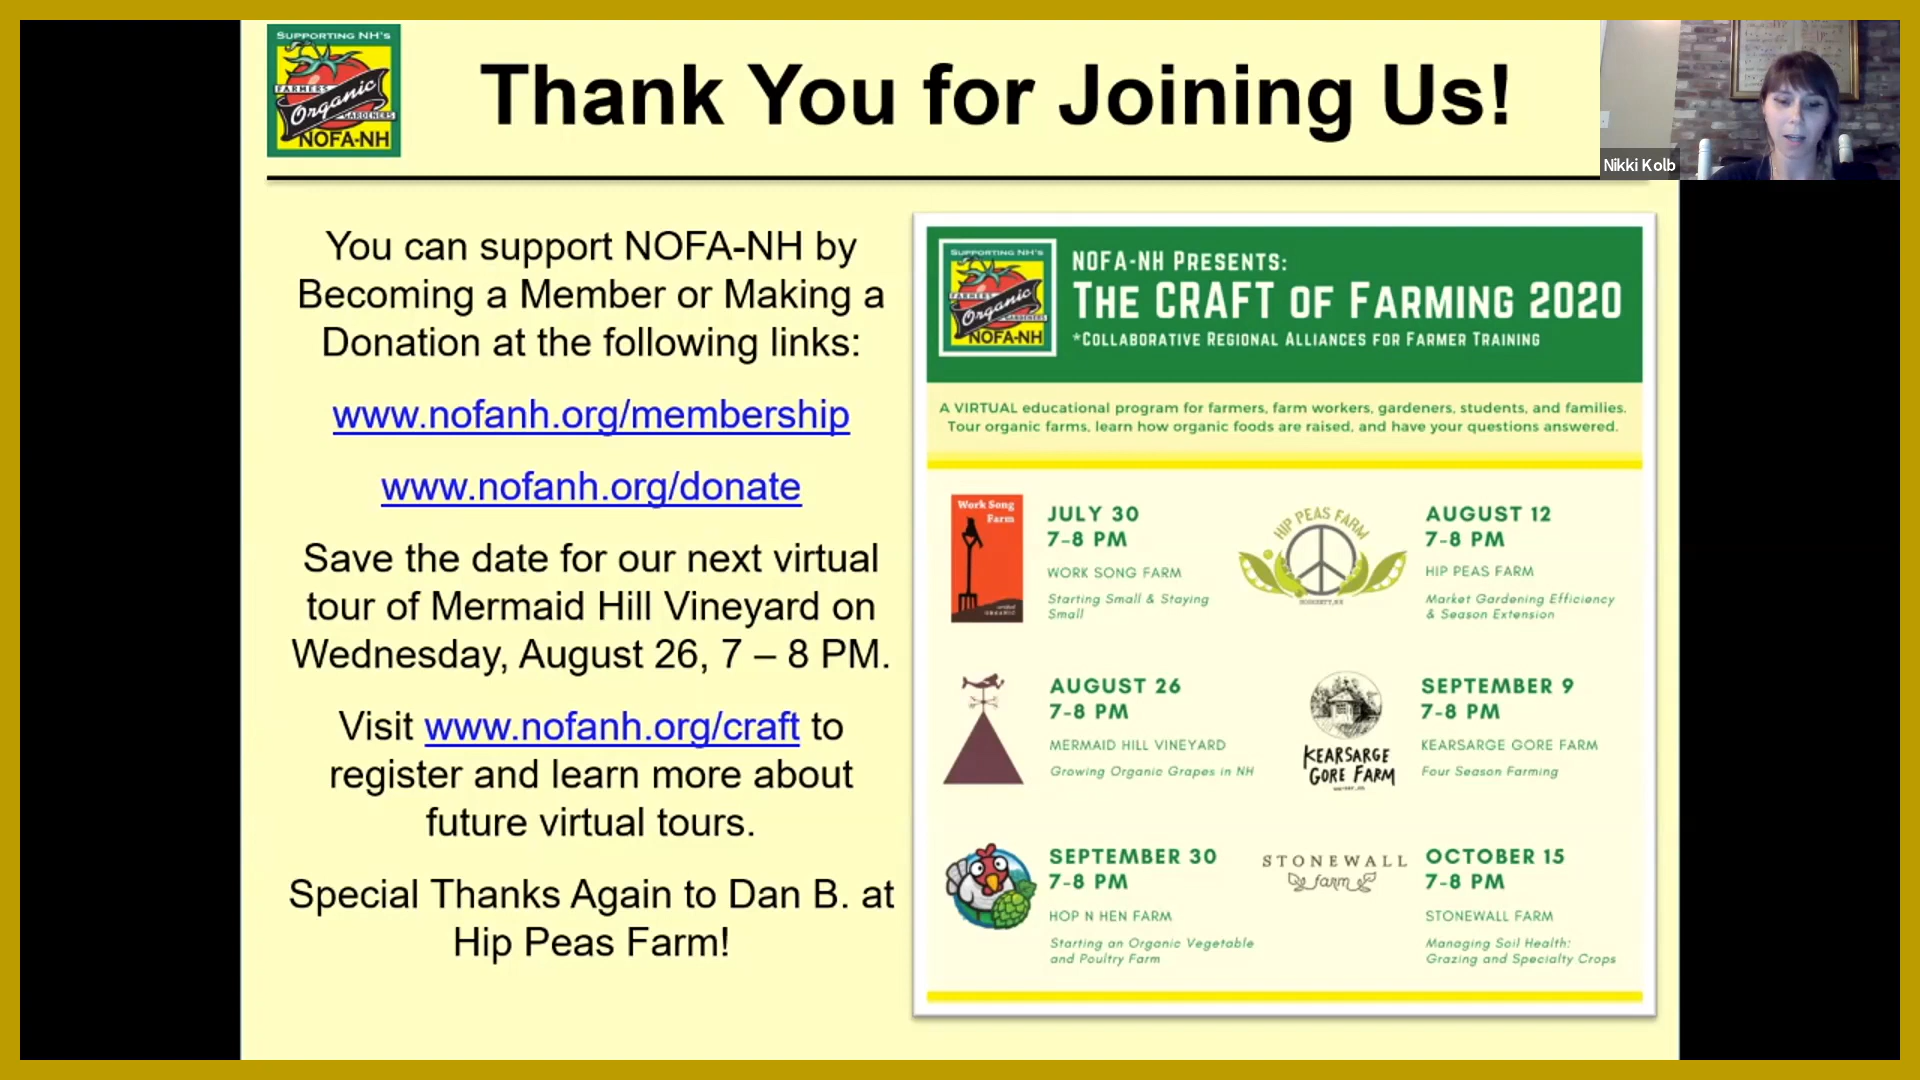 SUPPORTING NH'S
FARMERS
Organic
GARDENERS
NOFA-NH
Thank You for Joining Us!
Nikki Kolb
You can support NOFA-NH by
Becoming a Member or Making a
Donation at the following links:
www.nofanh.org/membership
www.nofanh.org/donate
Save the date for our next virtual
tour of Mermaid Hill Vineyard on
Wednesday, August 26, 7 – 8 PM.
Visit www.nofanh.org/craft to
register and learn more about
future virtual tours.
Special Thanks Again to Dan B. at
Hip Peas Farm!
SUPPORTING NH'S
FARMERS
Organic
GARDENERS
NOFA-NH
NOFA-NH PRESENTS:
THE CRAFT OF FARMING 2020
*COLLABORATIVE REGIONAL ALLIANCES FOR FARMER TRAINING
A VIRTUAL educational program for farmers, farm workers, gardeners, students, and families.
Tour organic farms, learn how organic foods are raised, and have your questions answered.
Work Song
Farm
certified
ORGANIC
JULY 30
7-8 PM
WORK SONG FARM
Starting Small & Staying
Small
HIP PEAS FARM
AUGUST 12
7-8 PM
HIP PEAS FARM
Market Gardening Efficiency
& Season Extension
AUGUST 26
7-8 PM
MERMAID HILL VINEYARD
Growing Organic Grapes in NH
KEARSARGE
GORE FARM
SEPTEMBER 9
7-8 PM
KEARSARGE GORE FARM
Four Season Farming
SEPTEMBER 30
7-8 PM
HOP N HEN FARM
Starting an Organic Vegetable
and Poultry Farm
STONEWALL
farm
OCTOBER 15
7-8 PM
STONEWALL FARM
Managing Soil Health:
Grazing and Specialty Crops